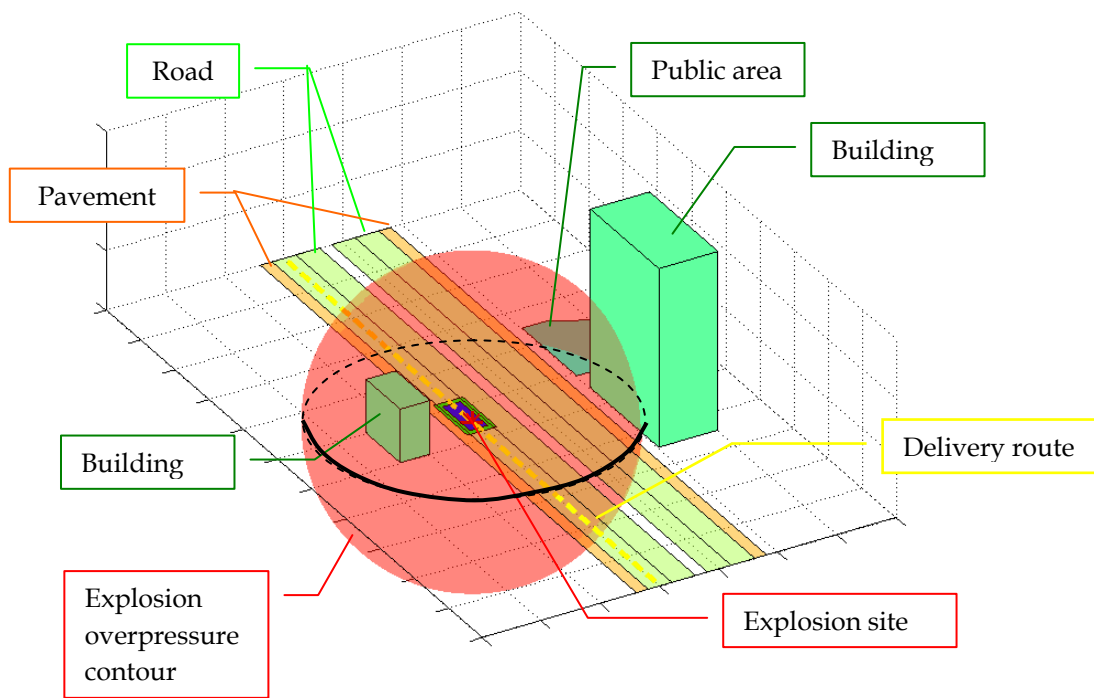 Road
Public area
Building
Pavement
Building
Delivery route
Explosion
overpressure
contour
Explosion site